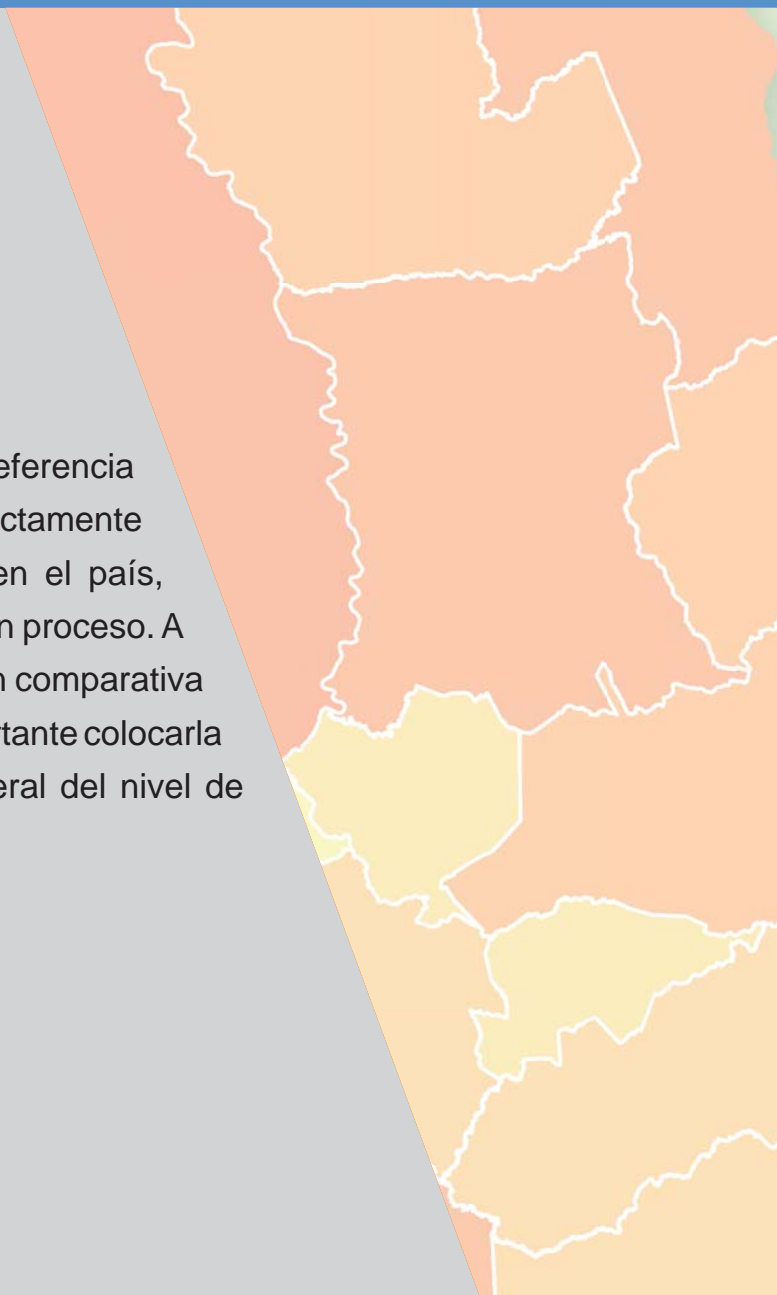 eferencia
ctamente
en el país,
n proceso. A
n comparativa
rtante colocarla
eral del nivel de